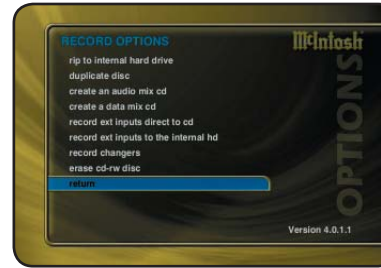 RECORD OPTIONS
McIntosh
rip to internal hard drive
duplicate disc
create an audio mix cd
create a data mix cd
record ext inputs direct to cd
record ext inputs to the internal hd
record changers
erase cd-rw disc
return
OPTIONS
Version 4.0.1.1